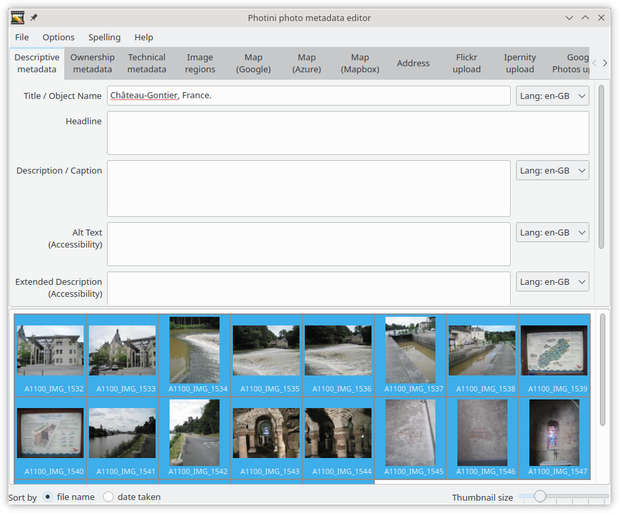 Photini photo metadata editor
File Options Spelling Help
Descriptive metadata Ownership metadata Technical metadata Image regions Map (Google) Map (Azure) Map (Mapbox) Address Flickr upload Ipernity upload Goog Photos up
Title / Object Name Château-Gontier, France. Lang: en-GB
Headline
Description / Caption Lang: en-GB
Alt Text (Accessibility) Lang: en-GB
Extended Description (Accessibility) Lang: en-GB
A1100_IMG_1532 A1100_IMG_1533 A1100_IMG_1534 A1100_IMG_1535 A1100_IMG_1536 A1100_IMG_1537 A1100_IMG_1538 A1100_IMG_1539
A1100_IMG_1540 A1100_IMG_1541 A1100_IMG_1542 A1100_IMG_1543 A1100_IMG_1544 A1100_IMG_1545 A1100_IMG_1546 A1100_IMG_1547
Sort by file name date taken Thumbnail size